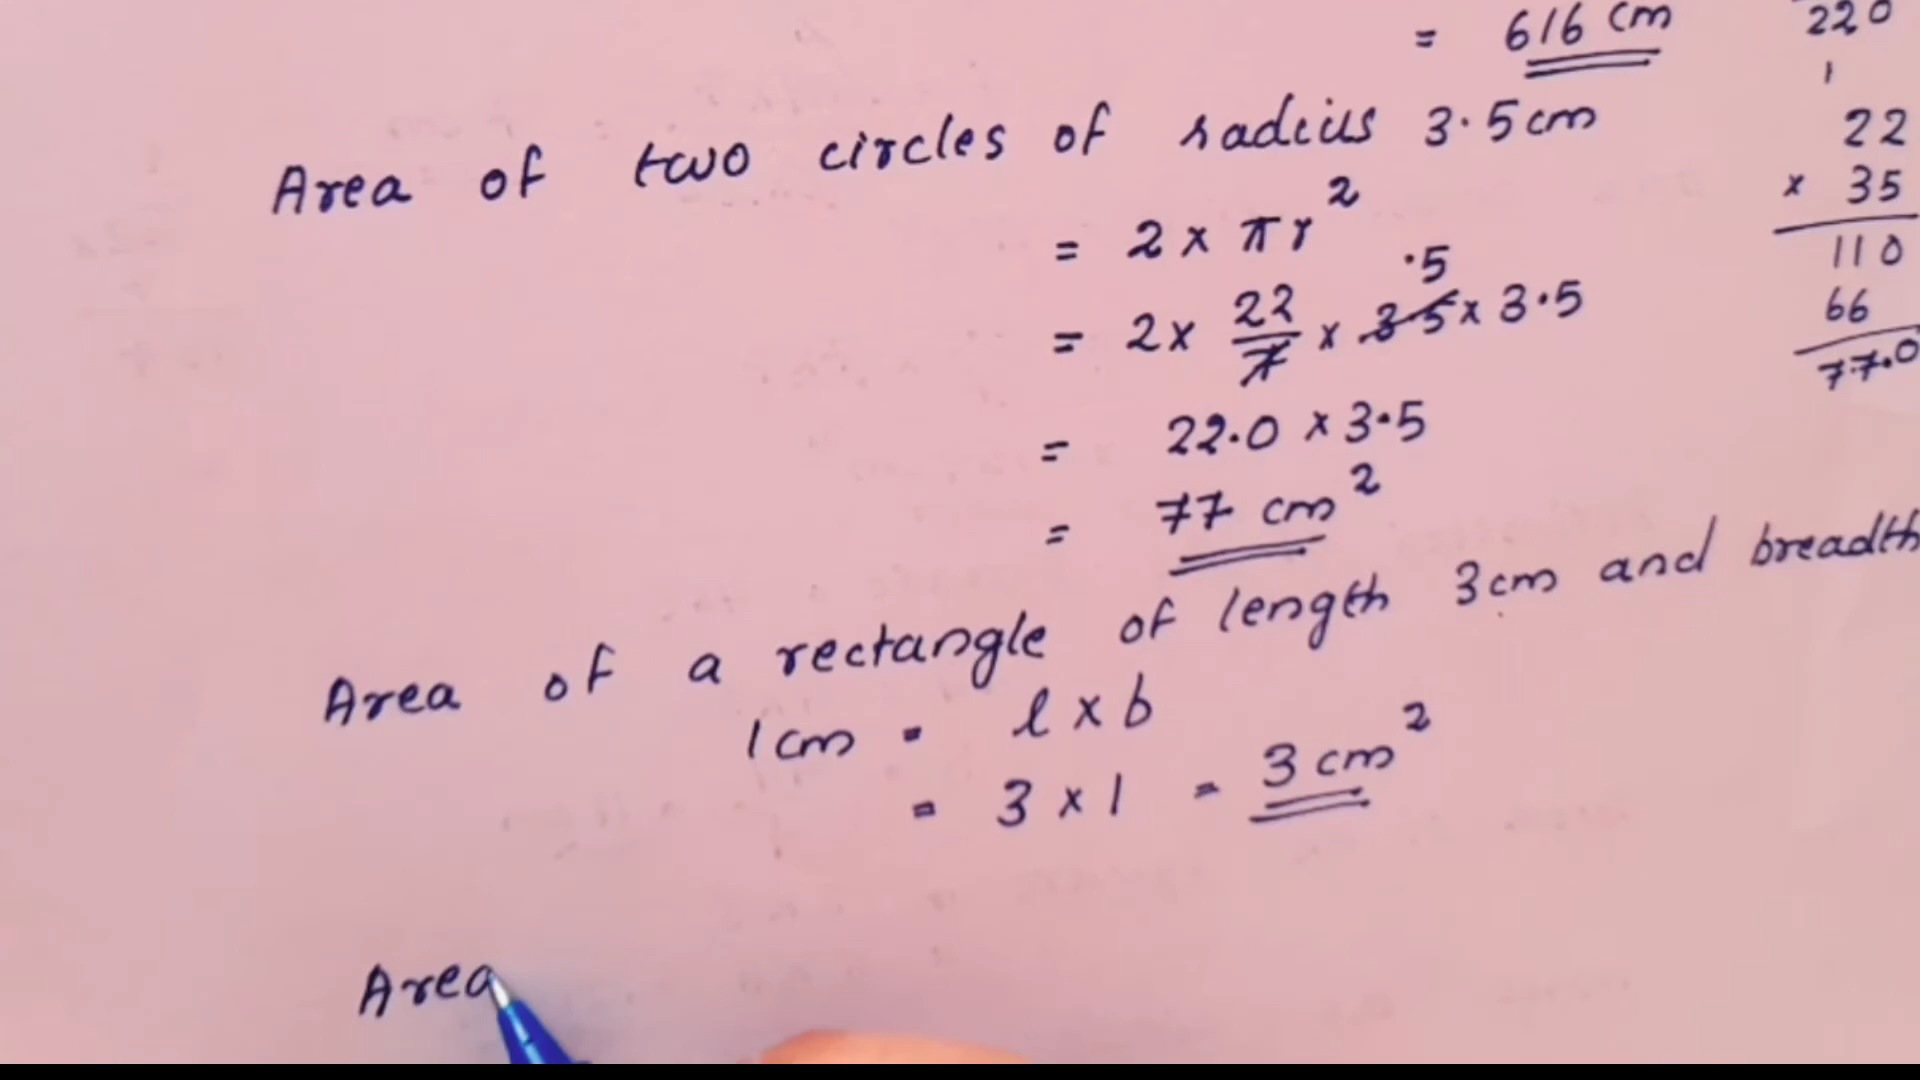 = 616 cm
220
Area of two circles of radius 3.5cm
= 2 × πr²
= 2 × 22/7 × 3.5 × 3.5
.5
= 22.0 × 3.5
= 77 cm²
1
22
× 35
110
66
77.0
Area of a rectangle of length 3cm and breadth
1cm = l × b
= 3 × 1 = 3 cm²
Area